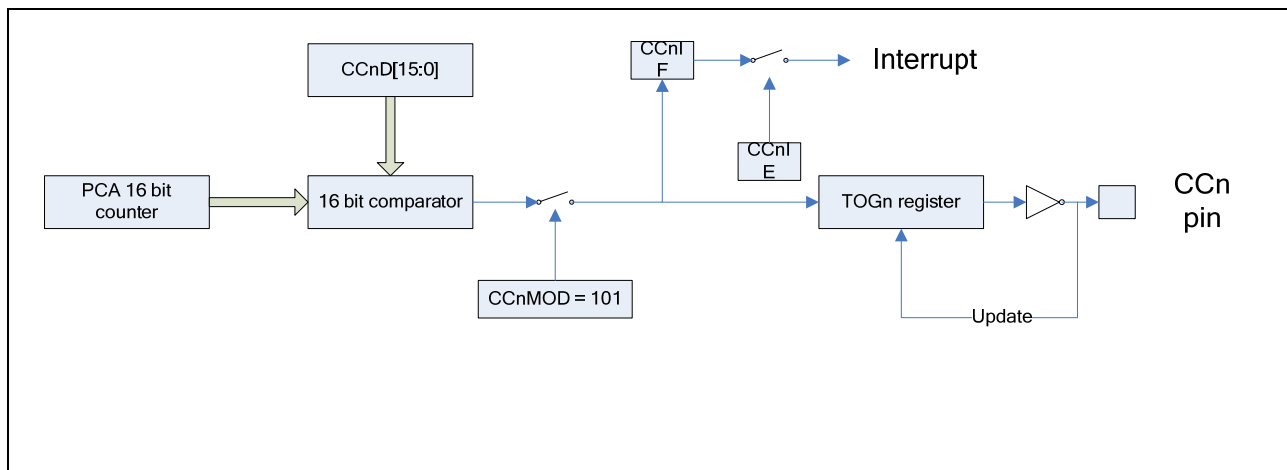 CCnD[15:0]
CCnI
F
Interrupt
CCnI
E
PCA 16 bit
counter
16 bit comparator
TOGn register
CCn
pin
CCnMOD = 101
Update